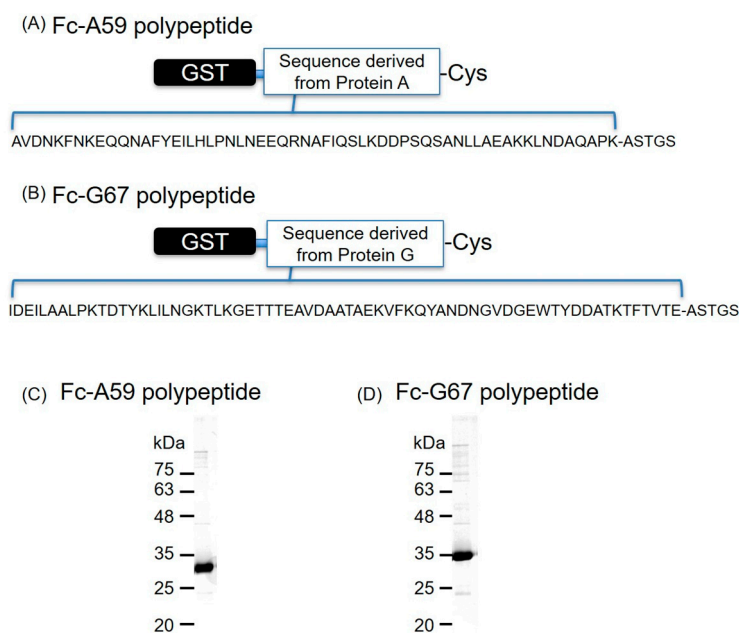 (A) Fc-A59 polypeptide
GST
Sequence derived
from Protein A
-Cys
AVDNKFNKEQQNAFYEILHLPNLNEEQRNAFIQSLKDDPSQSANLLAEAKKLNDAQAPK-ASTGS
(B) Fc-G67 polypeptide
GST
Sequence derived
from Protein G
-Cys
IDEILAALPKTDTYKLILNGKTLKGETTTEAVDAATAEKVFKQYANDNGVDGEWTYDDATKTFTVTE-ASTGS
(C) Fc-A59 polypeptide
kDa
75
63
48
35
25
20
(D) Fc-G67 polypeptide
kDa
75
63
48
35
25
20